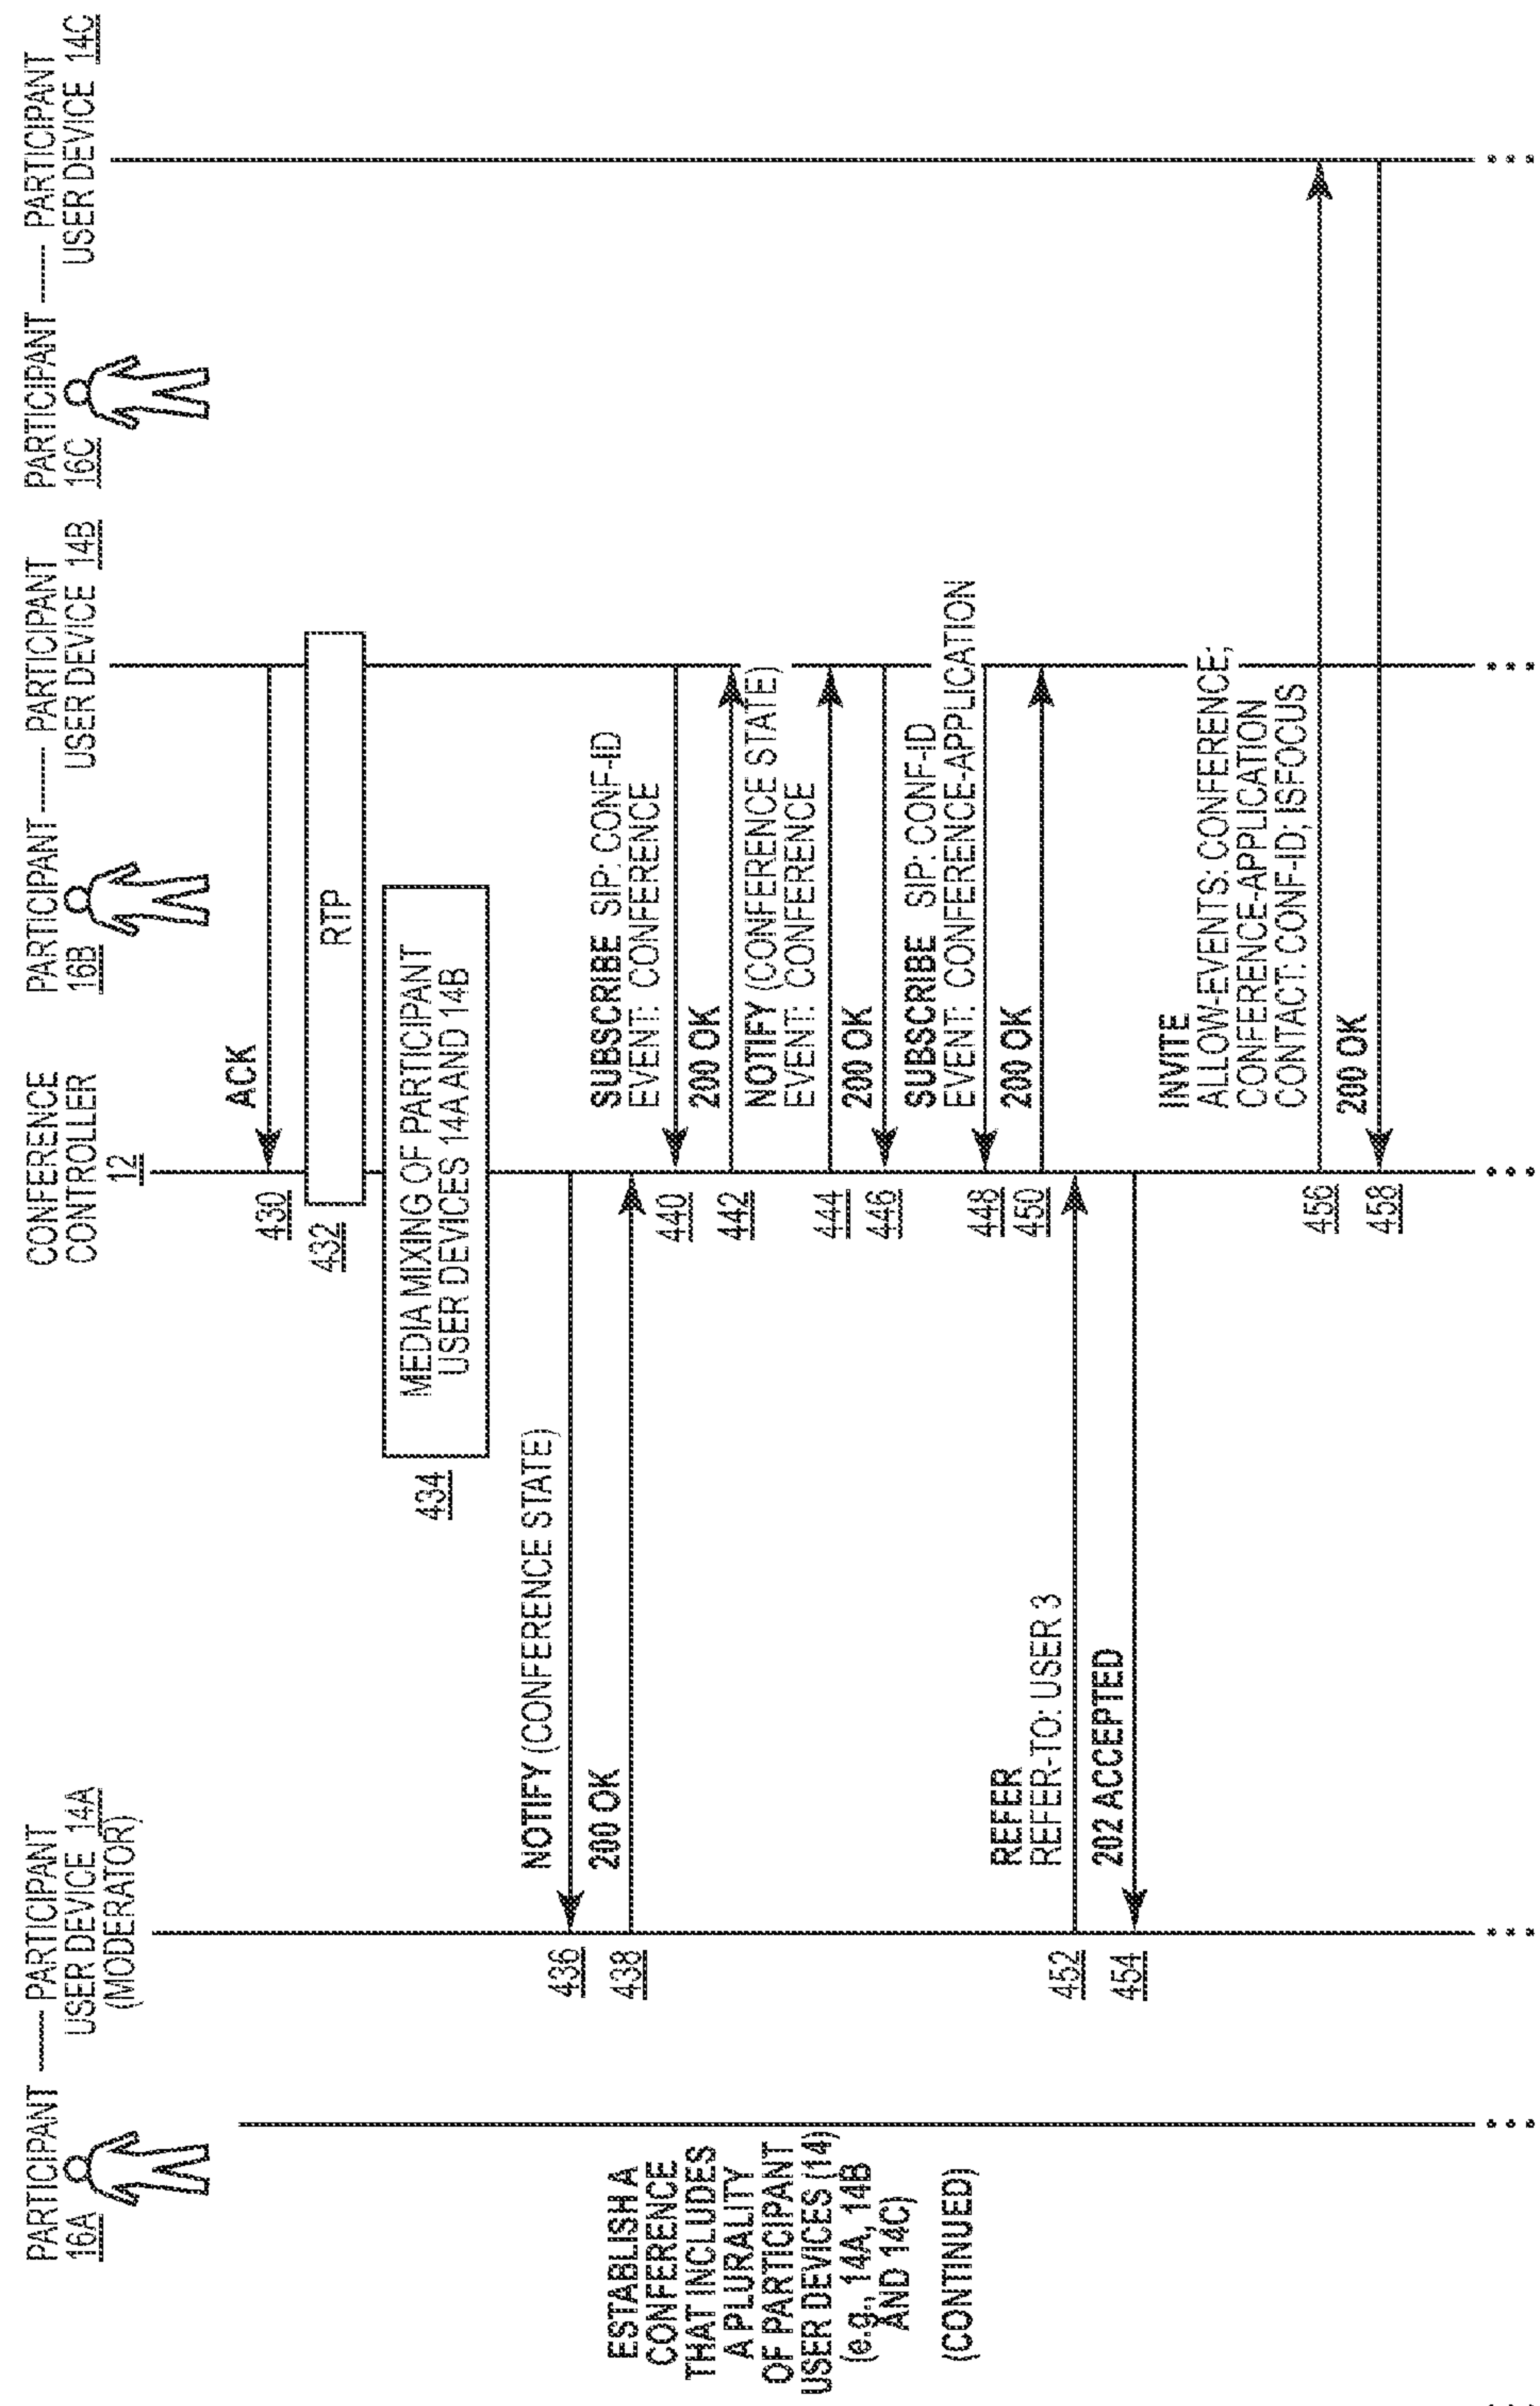 PARTICIPANT
16A
PARTICIPANT
USER DEVICE 14A
(MODERATOR)
CONFERENCE
CONTROLLER
12
PARTICIPANT
16B
PARTICIPANT
USER DEVICE 14B
PARTICIPANT
16C
PARTICIPANT
USER DEVICE 14C
ESTABLISH A
CONFERENCE
THAT INCLUDES
A PLURALITY
OF PARTICIPANT
USER DEVICES (14)
(e.g., 14A, 14B
AND 14C)
(CONTINUED)
ACK
430
RTP
432
MEDIA MIXING OF PARTICIPANT
USER DEVICES 14A AND 14B
434
NOTIFY (CONFERENCE STATE)
436
200 OK
438
SUBSCRIBE SIP: CONF-ID
EVENT: CONFERENCE
440
200 OK
442
NOTIFY (CONFERENCE STATE)
EVENT: CONFERENCE
444
200 OK
446
SUBSCRIBE SIP: CONF-ID
EVENT: CONFERENCE-APPLICATION
448
200 OK
450
REFER
REFER-TO: USER 3
452
202 ACCEPTED
454
INVITE
ALLOW-EVENTS: CONFERENCE;
CONFERENCE-APPLICATION
CONTACT: CONF-ID; ISFOCUS
456
200 OK
458